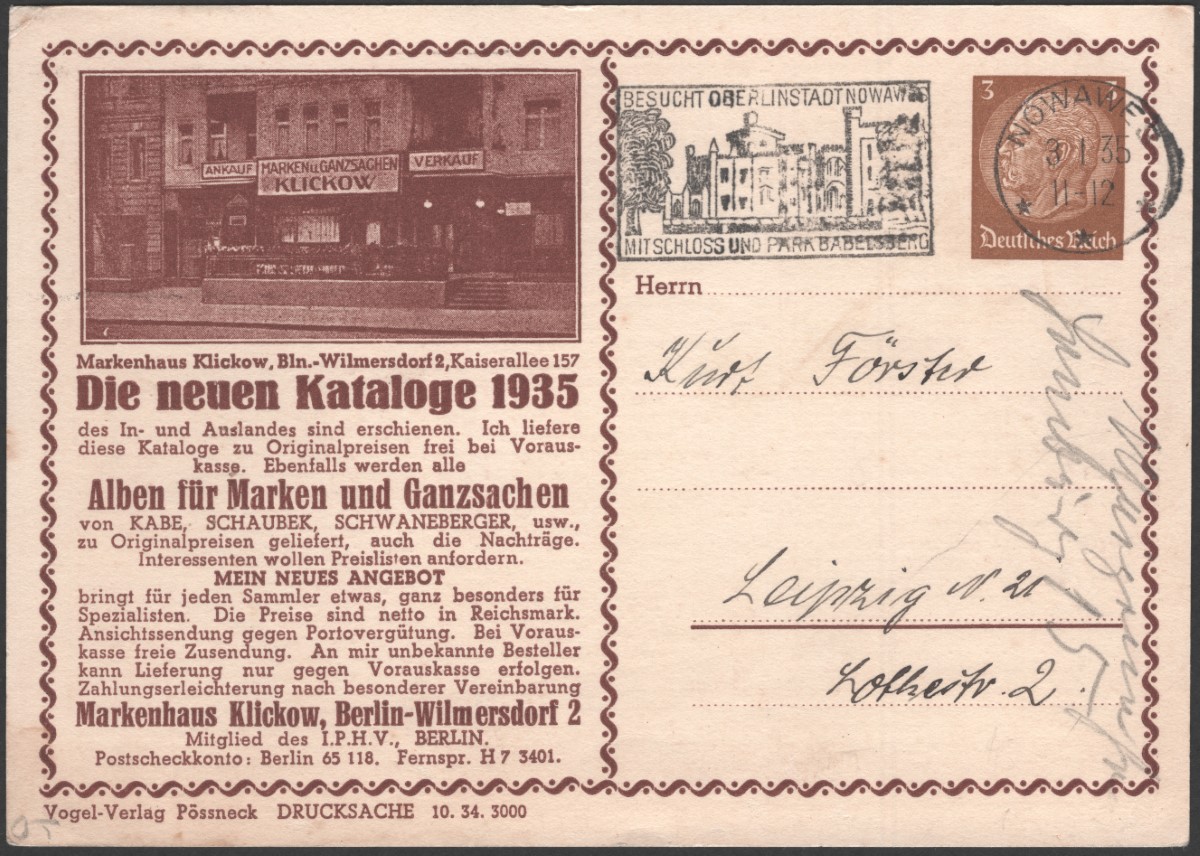 ANKAUF
MARKEN u. GANZSACHEN
KLICKOW
VERKAUF
Markenhaus Klickow, Bln.-Wilmersdorf 2, Kaiserallee 157
Die neuen Kataloge 1935
des In- und Auslandes sind erschienen. Ich liefere
diese Kataloge zu Originalpreisen frei bei Voraus-
kasse. Ebenfalls werden alle
Alben für Marken und Ganzsachen
von KABE, SCHAUBEK, SCHWANEBERGER, usw.,
zu Originalpreisen geliefert, auch die Nachträge.
Interessenten wollen Preislisten anfordern.
MEIN NEUES ANGEBOT
bringt für jeden Sammler etwas, ganz besonders für
Spezialisten. Die Preise sind netto in Reichsmark.
Ansichtssendung gegen Portovergütung. Bei Voraus-
kasse freie Zusendung. An mir unbekannte Besteller
kann Lieferung nur gegen Vorauskasse erfolgen.
Zahlungserleichterung nach besonderer Vereinbarung
Markenhaus Klickow, Berlin-Wilmersdorf 2
Mitglied des I.P.H.V., BERLIN.
Postscheckkonto: Berlin 65 118. Fernspr. H 7 3401.
Vogel-Verlag Pössneck DRUCKSACHE 10. 34. 3000
BESUCHT OBERLINSTADT NOWAWES
MIT SCHLOSS UND PARK BABELSBERG
3 3
NOWAWES
3.1.35
11-12
Deutsches Reich
Herrn
Kurt Förster
Leipzig N. 21
Lothestr. 2.